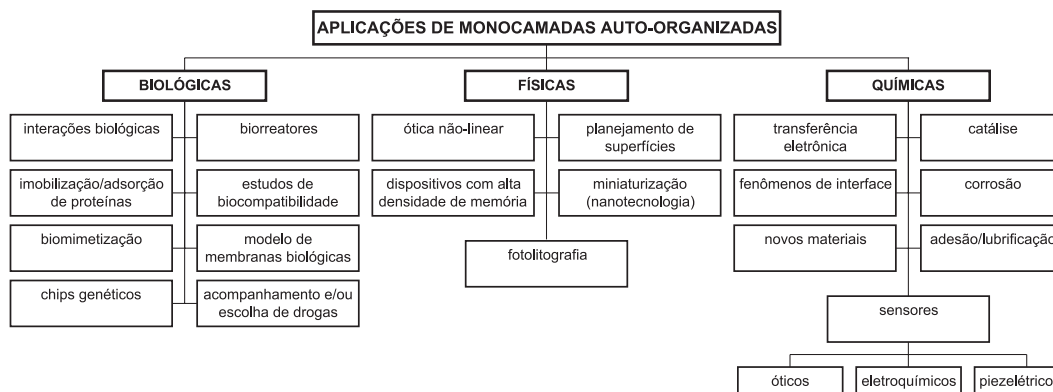 APLICAÇÕES DE MONOCAMADAS AUTO-ORGANIZADAS
BIOLÓGICAS
FÍSICAS
QUÍMICAS
interações biológicas
biorreatores
imobilização/adsorção
de proteínas
estudos de
biocompatibilidade
biomimetização
modelo de
membranas biológicas
chips genéticos
acompanhamento e/ou
escolha de drogas
ótica não-linear
planejamento de
superfícies
dispositivos com alta
densidade de memória
miniaturização
(nanotecnologia)
fotolitografia
transferência
eletrônica
catálise
fenômenos de interface
corrosão
novos materiais
adesão/lubrificação
sensores
óticos
eletroquímicos
piezelétrico